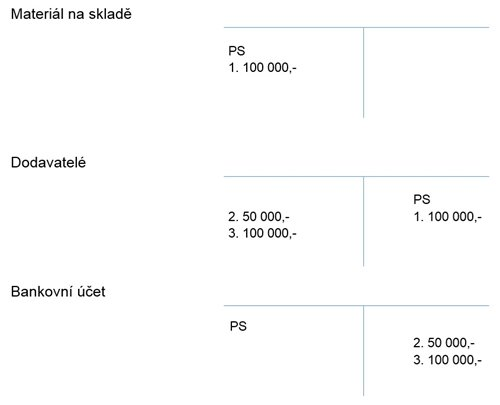 Materiál na skladě
PS
1. 100 000,-
Dodavatelé
PS
2. 50 000,- 1. 100 000,-
3. 100 000,-
Bankovní účet
PS
2. 50 000,-
3. 100 000,-